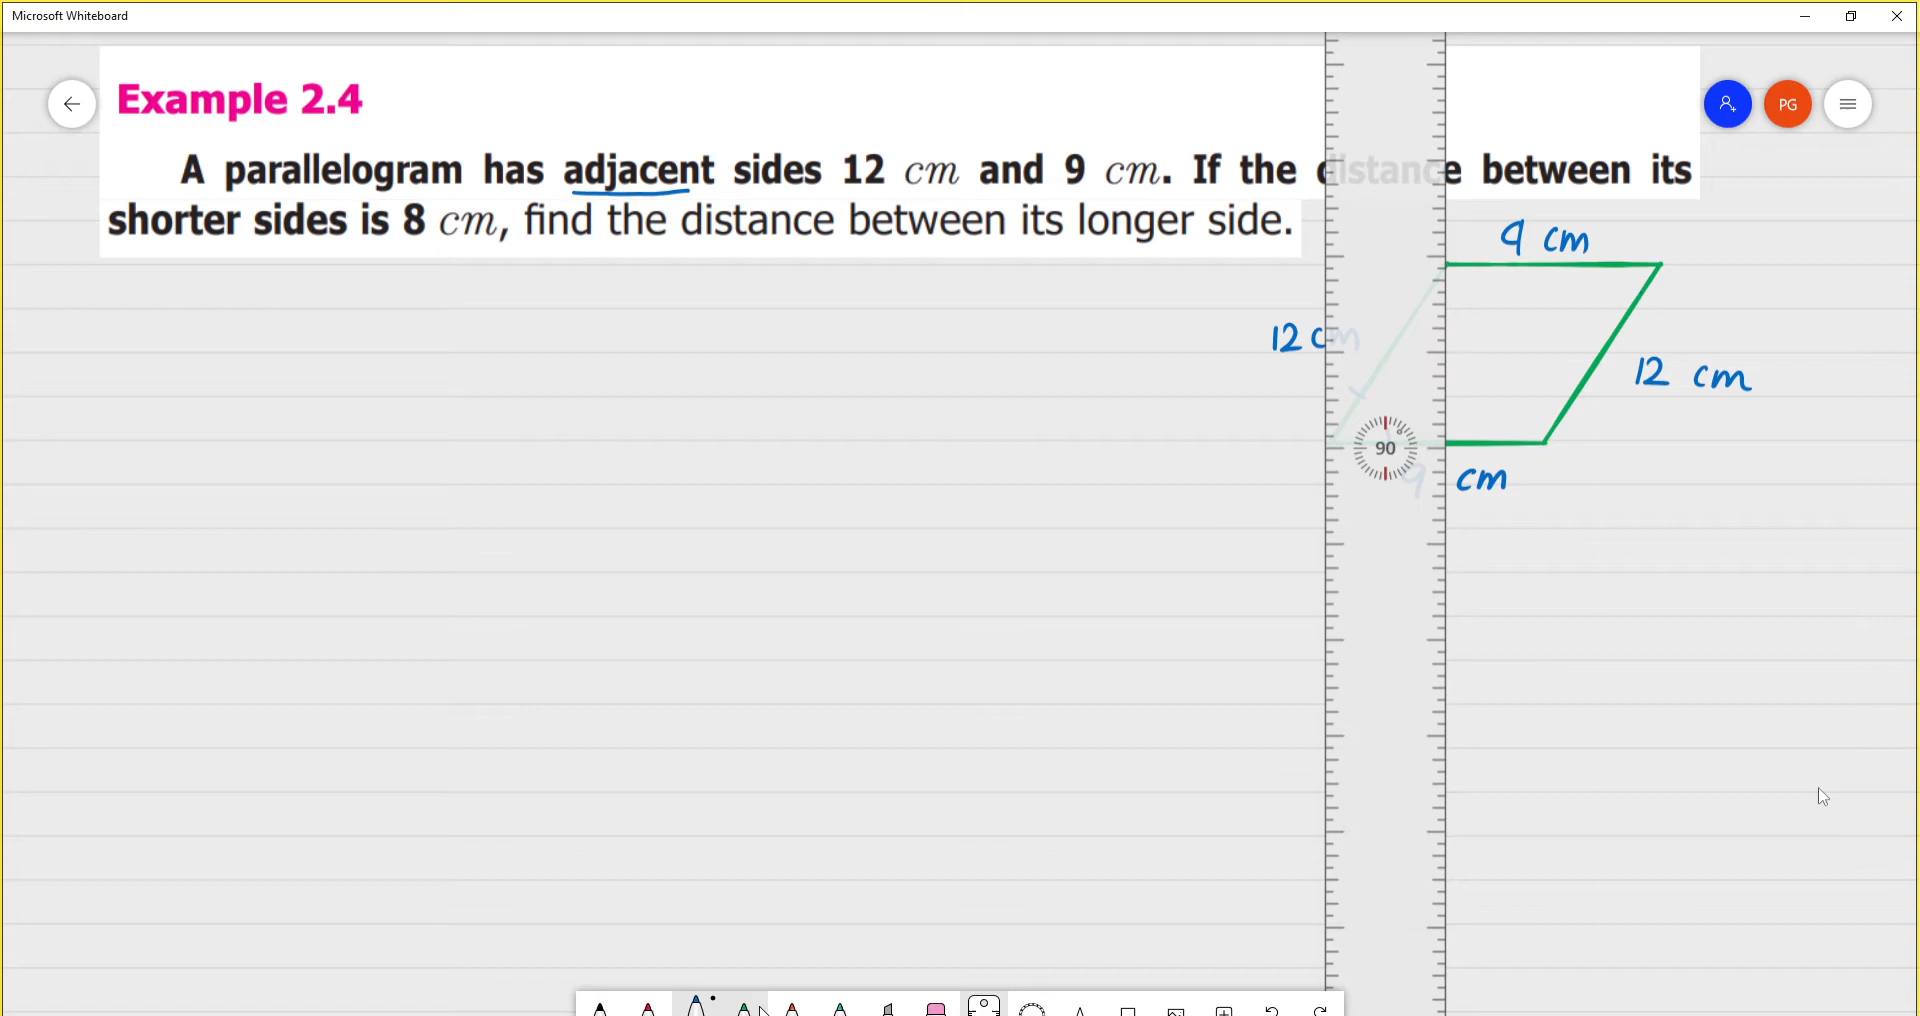 Microsoft Whiteboard
Example 2.4
PG
A parallelogram has adjacent sides 12 cm and 9 cm. If the distance between its
shorter sides is 8 cm, find the distance between its longer side.
9 cm
12 cm
12 cm
90°
9 cm